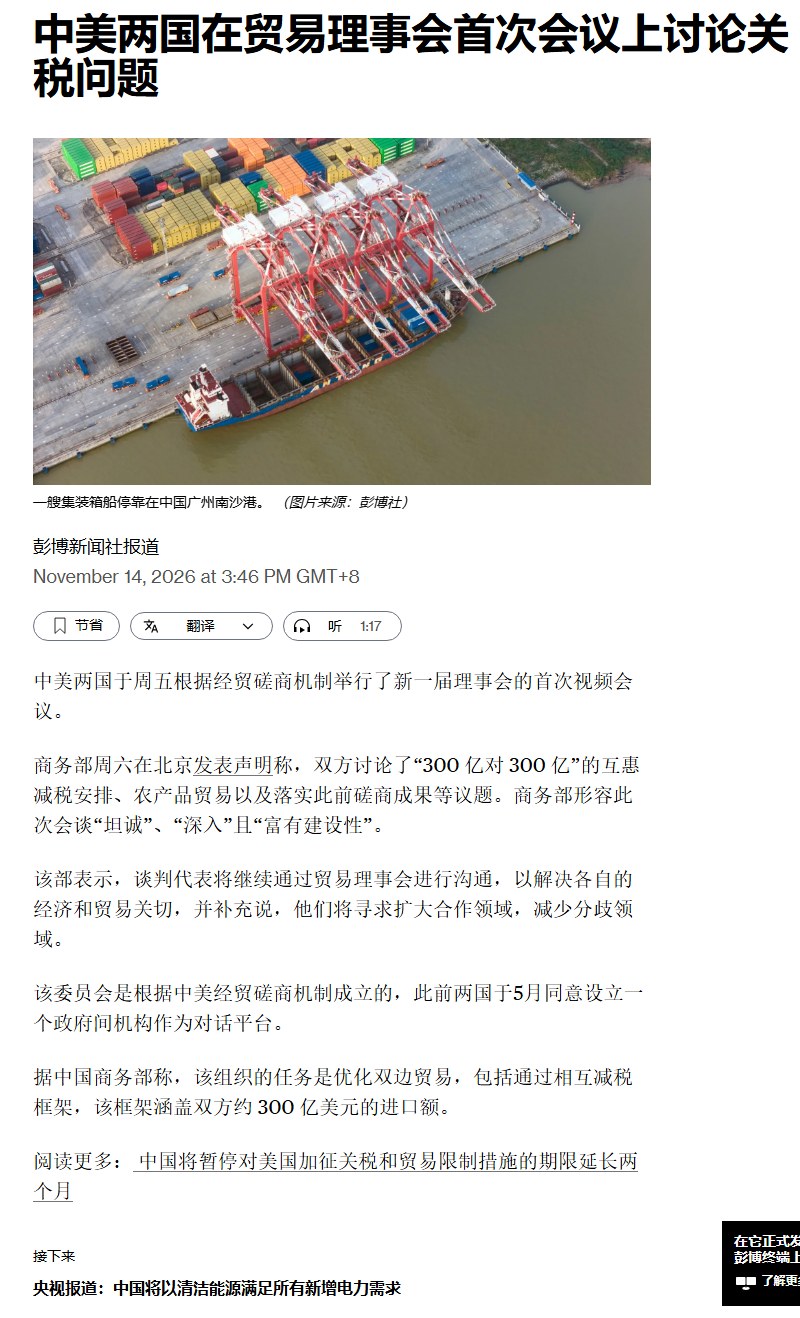 中美两国在贸易理事会首次会议上讨论关
税问题
一艘集装箱船停靠在中国广州南沙港。 （图片来源：彭博社）
彭博新闻社报道
November 14, 2026 at 3:46 PM GMT+8
节省 翻译 听 1:17
中美两国于周五根据经贸磋商机制举行了新一届理事会的首次视频会
议。
商务部周六在北京发表声明称，双方讨论了“300 亿对 300 亿”的互惠
减税安排、农产品贸易以及落实此前磋商成果等议题。商务部形容此
次会谈“坦诚”、“深入”且“富有建设性”。
该部表示，谈判代表将继续通过贸易理事会进行沟通，以解决各自的
经济和贸易关切，并补充说，他们将寻求扩大合作领域，减少分歧领
域。
该委员会是根据中美经贸磋商机制成立的，此前两国于5月同意设立一
个政府间机构作为对话平台。
据中国商务部称，该组织的任务是优化双边贸易，包括通过相互减税
框架，该框架涵盖双方约 300 亿美元的进口额。
阅读更多： 中国将暂停对美国加征关税和贸易限制措施的期限延长两
个月
接下来
央视报道：中国将以清洁能源满足所有新增电力需求
在它正式发
彭博终端上
了解更